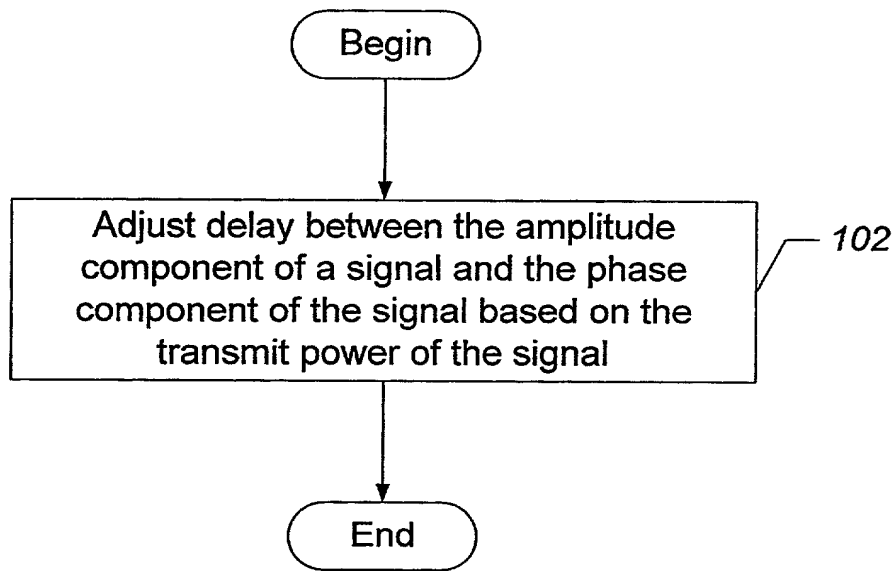 Begin
Adjust delay between the amplitude
component of a signal and the phase
component of the signal based on the
transmit power of the signal
102
End